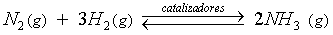 N₂(g) + 3H₂(g) ⇌ catalizadores 2NH₃ (g)